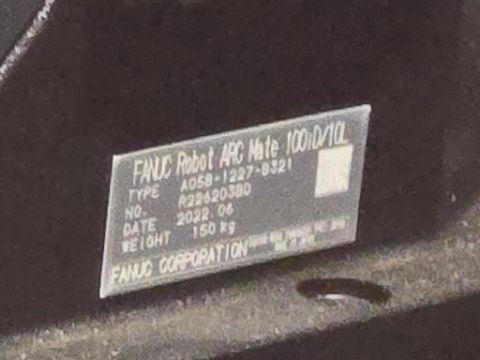 FANUC Robot ARC Mate 100iD/10L
TYPE A05B-1227-B321
NO.
DATE 2022.06
WEIGHT 150 kg
FANUC CORPORATION